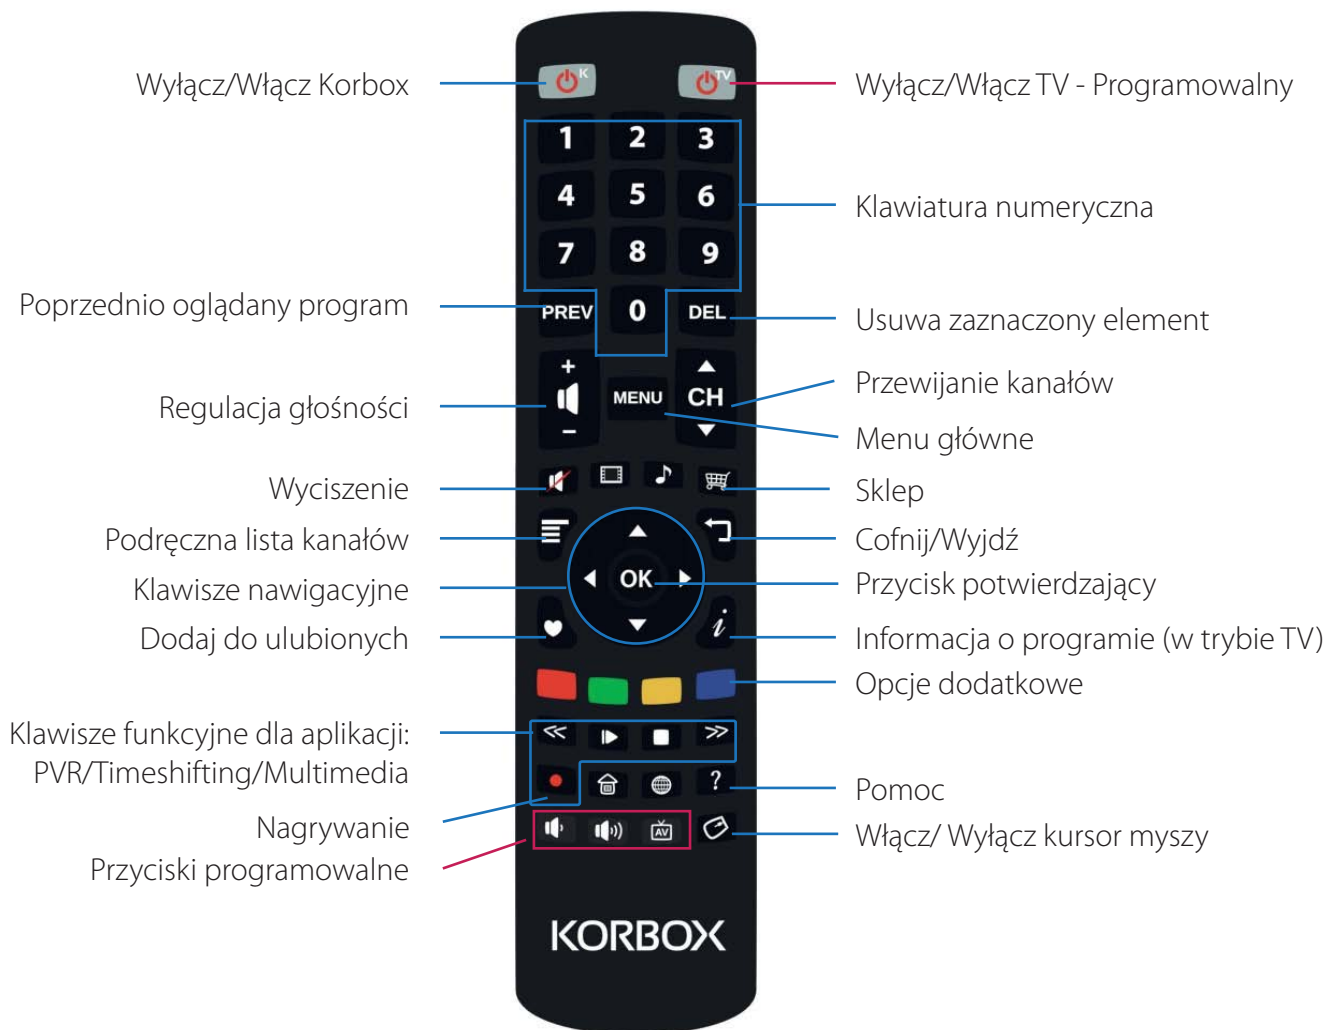 Wyłącz/Włącz Korbox
Wyłącz/Włącz TV - Programowalny
K
TV
1 2 3
4 5 6
7 8 9
PREV 0 DEL
Klawiatura numeryczna
Poprzednio oglądany program
Usuwa zaznaczony element
+
MENU
CH
–
Przewijanie kanałów
Regulacja głośności
Menu główne
Wyciszenie
Sklep
Podręczna lista kanałów
Cofnij/Wyjdź
OK
Klawisze nawigacyjne
Przycisk potwierdzający
Dodaj do ulubionych
i
Informacja o programie (w trybie TV)
Opcje dodatkowe
Klawisze funkcyjne dla aplikacji:
PVR/Timeshifting/Multimedia
?
Pomoc
Nagrywanie
AV
Włącz/ Wyłącz kursor myszy
Przyciski programowalne
KORBOX